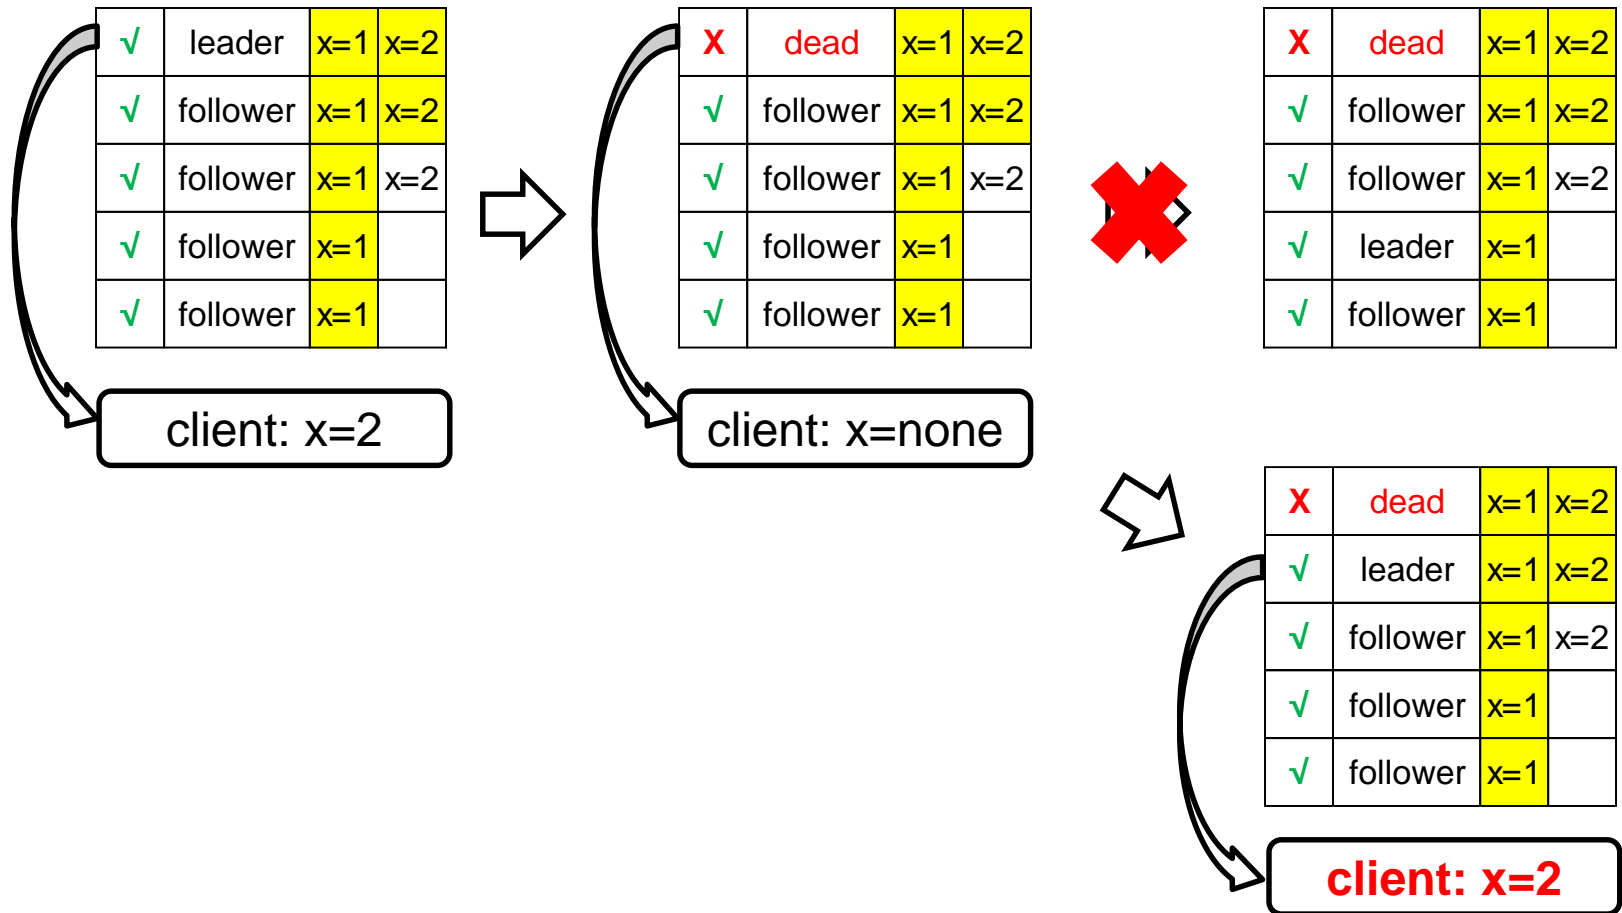 √ leader x=1 x=2
√ follower x=1 x=2
√ follower x=1 x=2
√ follower x=1
√ follower x=1
client: x=2
X dead x=1 x=2
√ follower x=1 x=2
√ follower x=1 x=2
√ follower x=1
√ follower x=1
client: x=none
X dead x=1 x=2
√ follower x=1 x=2
√ follower x=1 x=2
√ leader x=1
√ follower x=1
X dead x=1 x=2
√ leader x=1 x=2
√ follower x=1 x=2
√ follower x=1
√ follower x=1
client: x=2